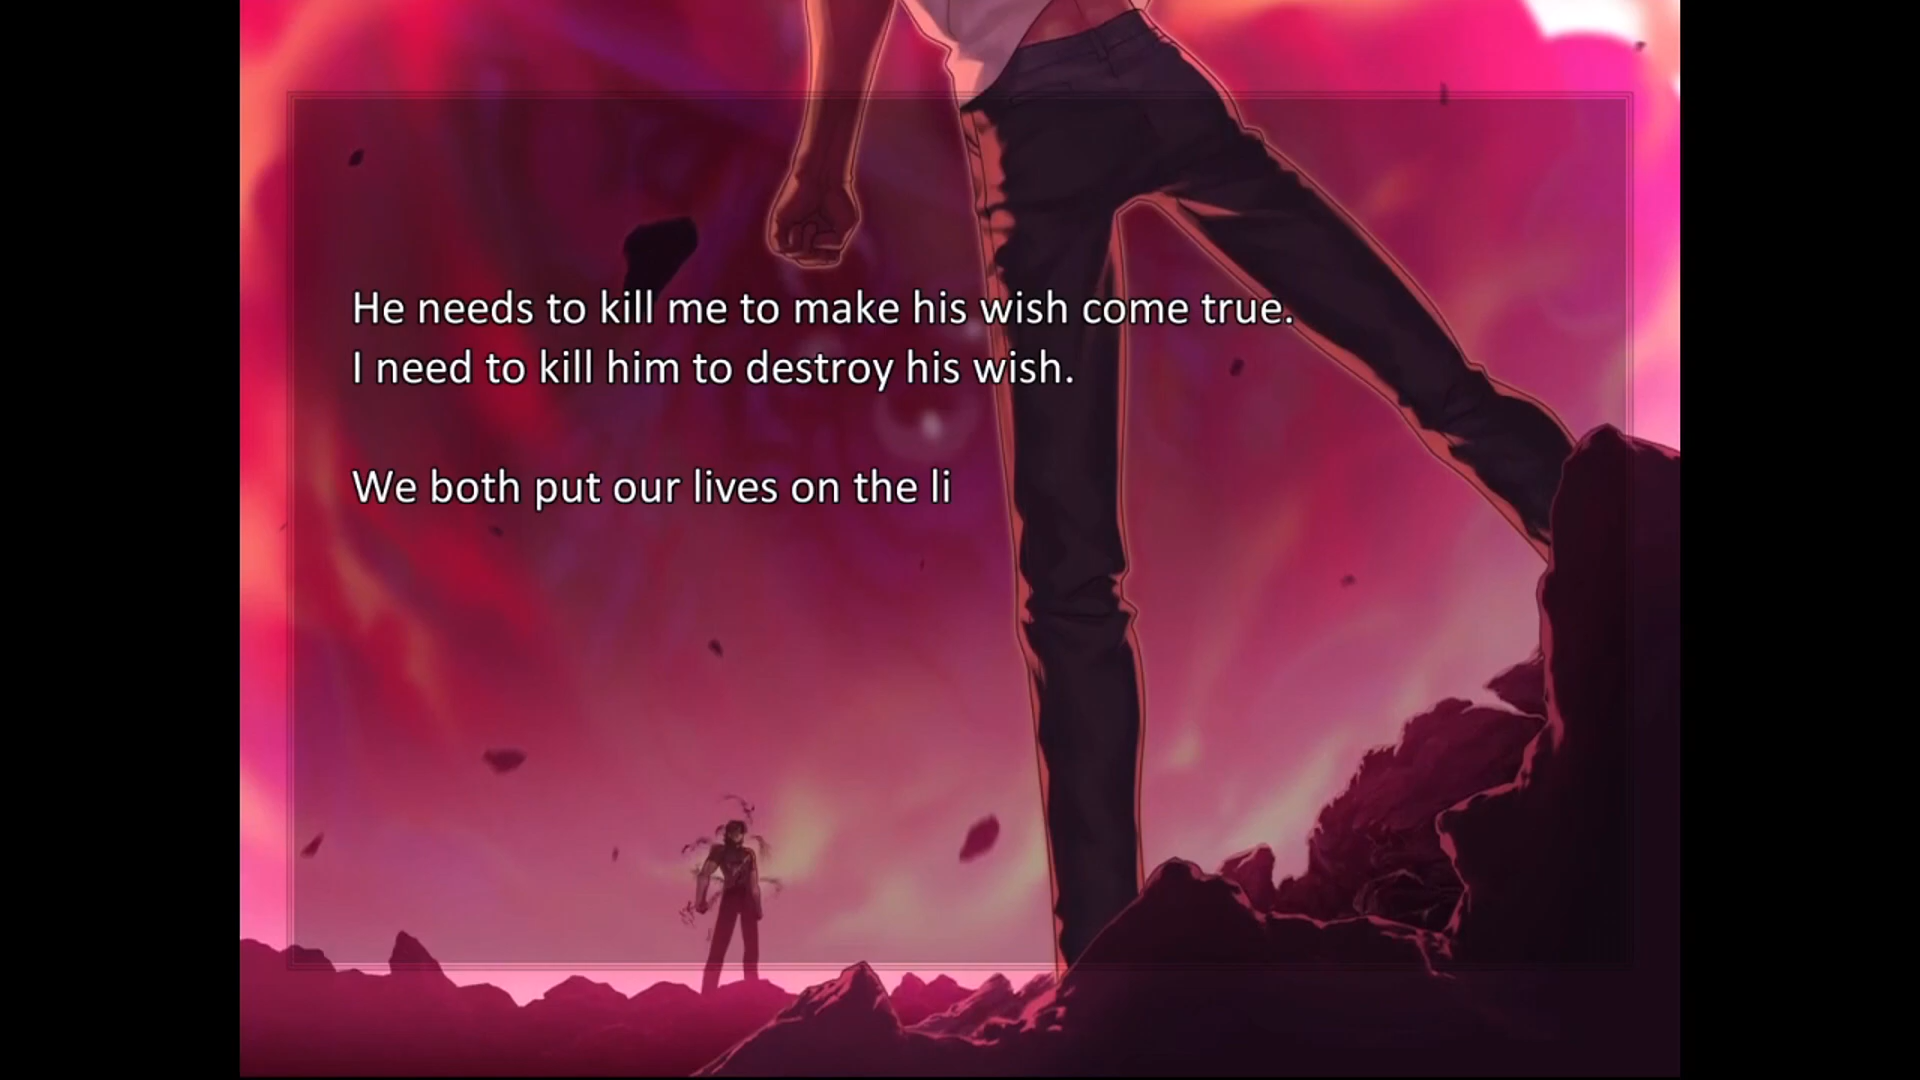 He needs to kill me to make his wish come true.
I need to kill him to destroy his wish.
We both put our lives on the li